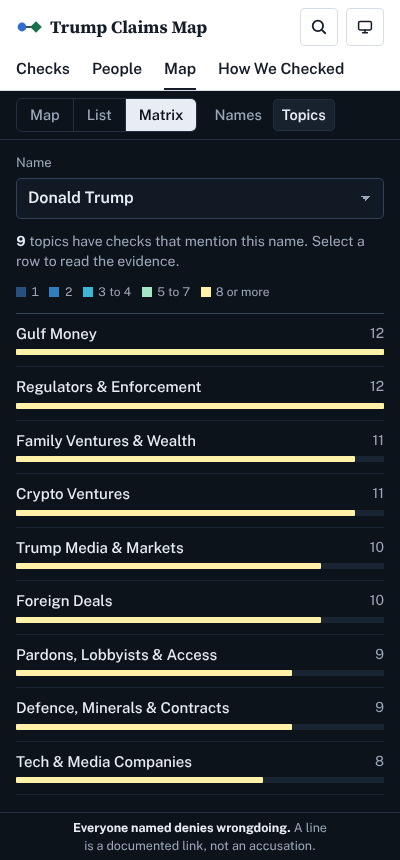 Trump Claims Map
Checks People Map How We Checked
Map List Matrix Names Topics
Name
Donald Trump
9 topics have checks that mention this name. Select a
row to read the evidence.
1 2 3 to 4 5 to 7 8 or more
Gulf Money 12
Regulators & Enforcement 12
Family Ventures & Wealth 11
Crypto Ventures 11
Trump Media & Markets 10
Foreign Deals 10
Pardons, Lobbyists & Access 9
Defence, Minerals & Contracts 9
Tech & Media Companies 8
Everyone named denies wrongdoing. A line
is a documented link, not an accusation.